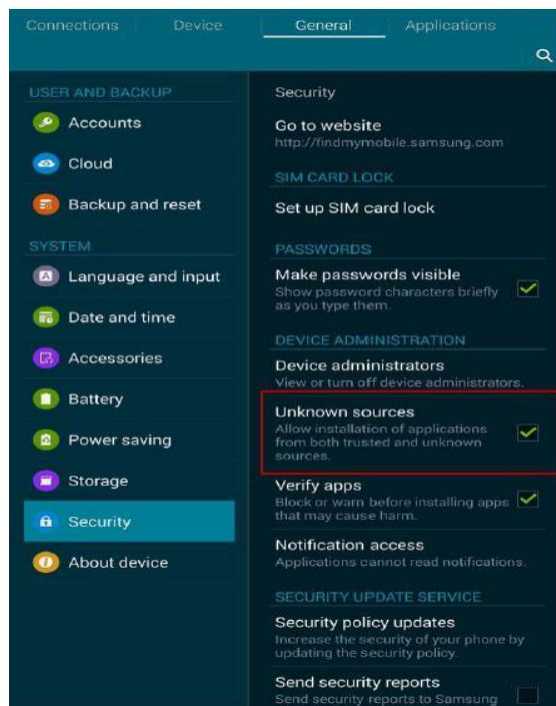 Connections Device General Applications
USER AND BACKUP
Accounts
Cloud
Backup and reset
SYSTEM
Language and input
Date and time
Accessories
Battery
Power saving
Storage
Security
About device
Security
Go to website
http://findmymobile.samsung.com
SIM CARD LOCK
Set up SIM card lock
PASSWORDS
Make passwords visible
Show password characters briefly
as you type them.
DEVICE ADMINISTRATION
Device administrators
View or turn off device administrators.
Unknown sources
Allow installation of applications
from both trusted and unknown
sources.
Verify apps
Block or warn before installing apps
that may cause harm.
Notification access
Applications cannot read notifications.
SECURITY UPDATE SERVICE
Security policy updates
Increase the security of your phone by
updating the security policy.
Send security reports
Send security reports to Samsung